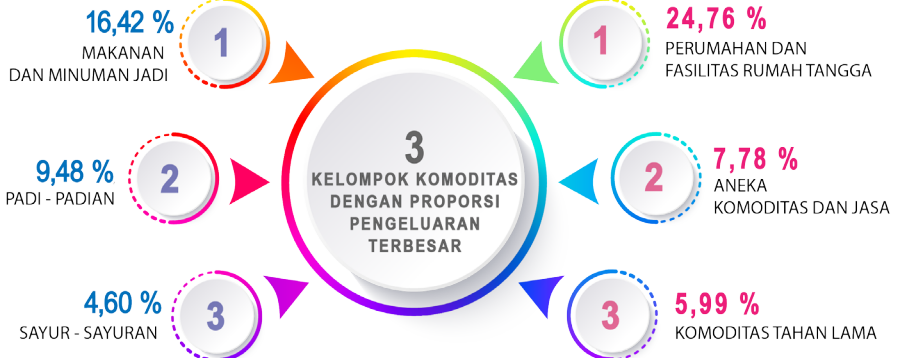 16,42 %
MAKANAN
DAN MINUMAN JADI
1
9,48 %
PADI - PADIAN
2
4,60 %
SAYUR - SAYURAN
3
3
KELOMPOK KOMODITAS
DENGAN PROPORSI
PENGELUARAN
TERBESAR
1
24,76 %
PERUMAHAN DAN
FASILITAS RUMAH TANGGA
2
7,78 %
ANEKA
KOMODITAS DAN JASA
3
5,99 %
KOMODITAS TAHAN LAMA